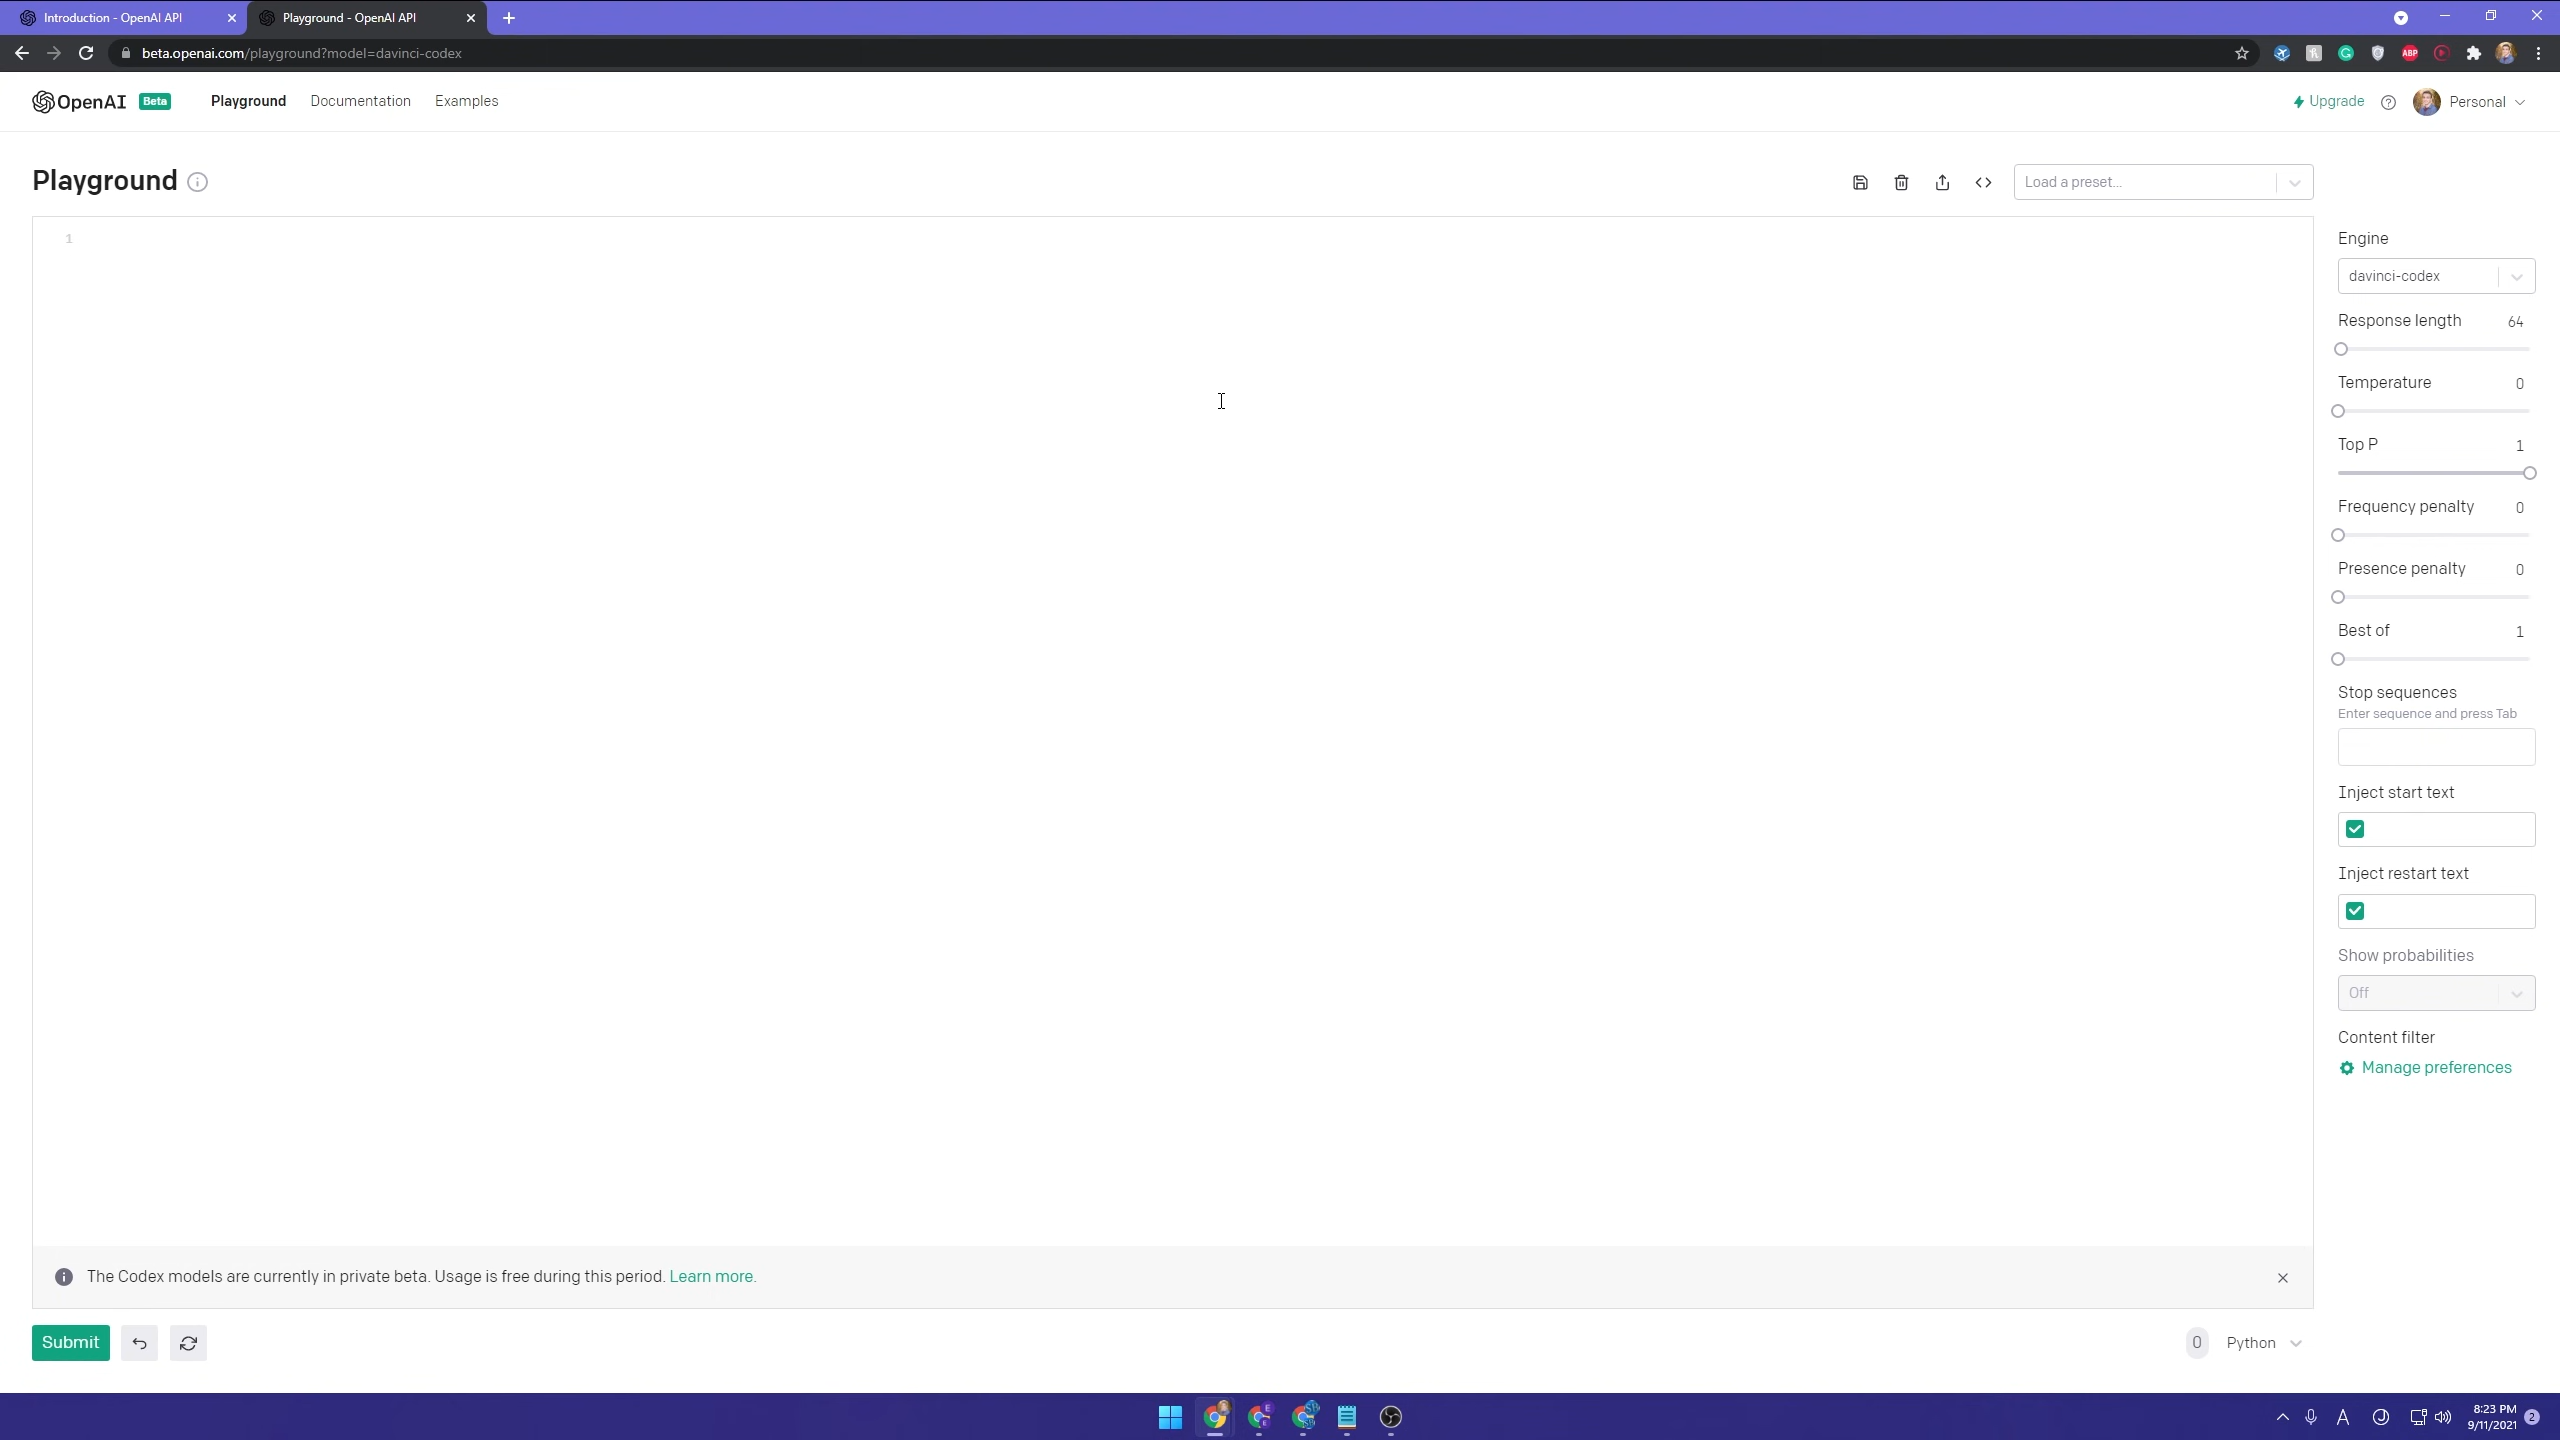 Introduction - OpenAI API
Playground - OpenAI API
beta.openai.com/playground?model=davinci-codex
ABP
OpenAI Beta Playground Documentation Examples
Upgrade Personal
Playground
Load a preset...
1
Engine
davinci-codex
Response length 64
Temperature 0
Top P 1
Frequency penalty 0
Presence penalty 0
Best of 1
Stop sequences
Enter sequence and press Tab
Inject start text
Inject restart text
Show probabilities
Off
Content filter
Manage preferences
The Codex models are currently in private beta. Usage is free during this period. Learn more.
Submit
0 Python
8:23 PM
9/11/2021
2